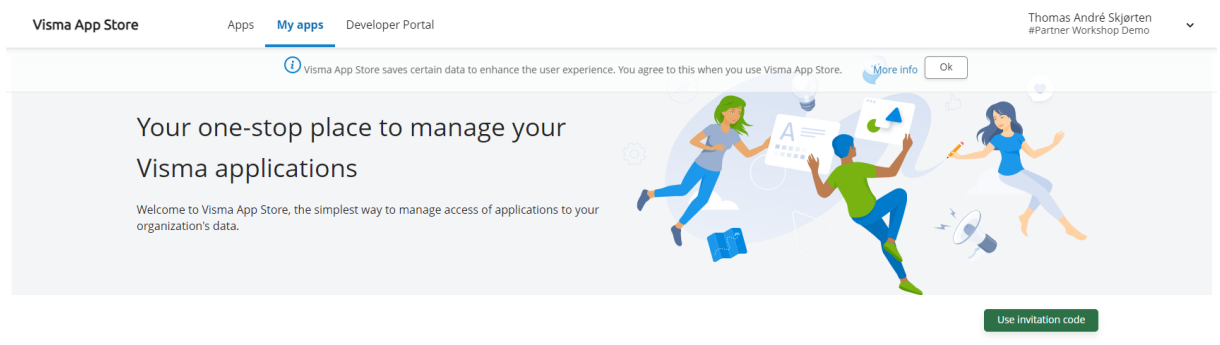 Visma App Store
Apps
My apps
Developer Portal
Thomas André Skjørten
#Partner Workshop Demo
Visma App Store saves certain data to enhance the user experience. You agree to this when you use Visma App Store.
More info
Ok
Your one-stop place to manage your
Visma applications
Welcome to Visma App Store, the simplest way to manage access of applications to your
organization's data.
A
Use invitation code